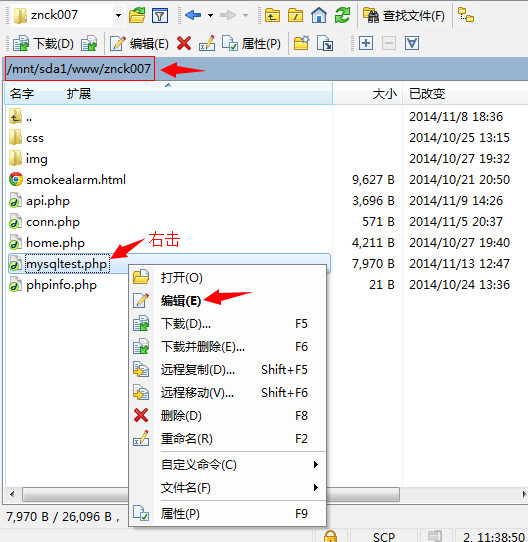 znck007 查找文件(F)
下载(D) 编辑(E) 属性(P)
/mnt/sda1/www/znck007
名字 扩展 大小 已改变
.. 2014/11/8 18:36
css 2014/10/25 13:15
img 2014/10/27 19:32
smokealarm.html 9,627 B 2014/10/21 20:50
api.php 3,696 B 2014/11/9 14:26
conn.php 571 B 2014/11/5 20:37
home.php 4,211 B 2014/10/27 19:40
右击
mysqltest.php 7,970 B 2014/11/13 12:47
phpinfo.php 21 B 2014/10/24 13:36
打开(O)
编辑(E)
下载(D)... F5
下载并删除(E)... F6
远程复制(D)... Shift+F5
远程移动(V)... Shift+F6
删除(D) F8
重命名(R) F2
自定义命令(C)
文件名(F)
属性(P) F9
7,970 B / 26,096 B ,
SCP 2, 11:38:50